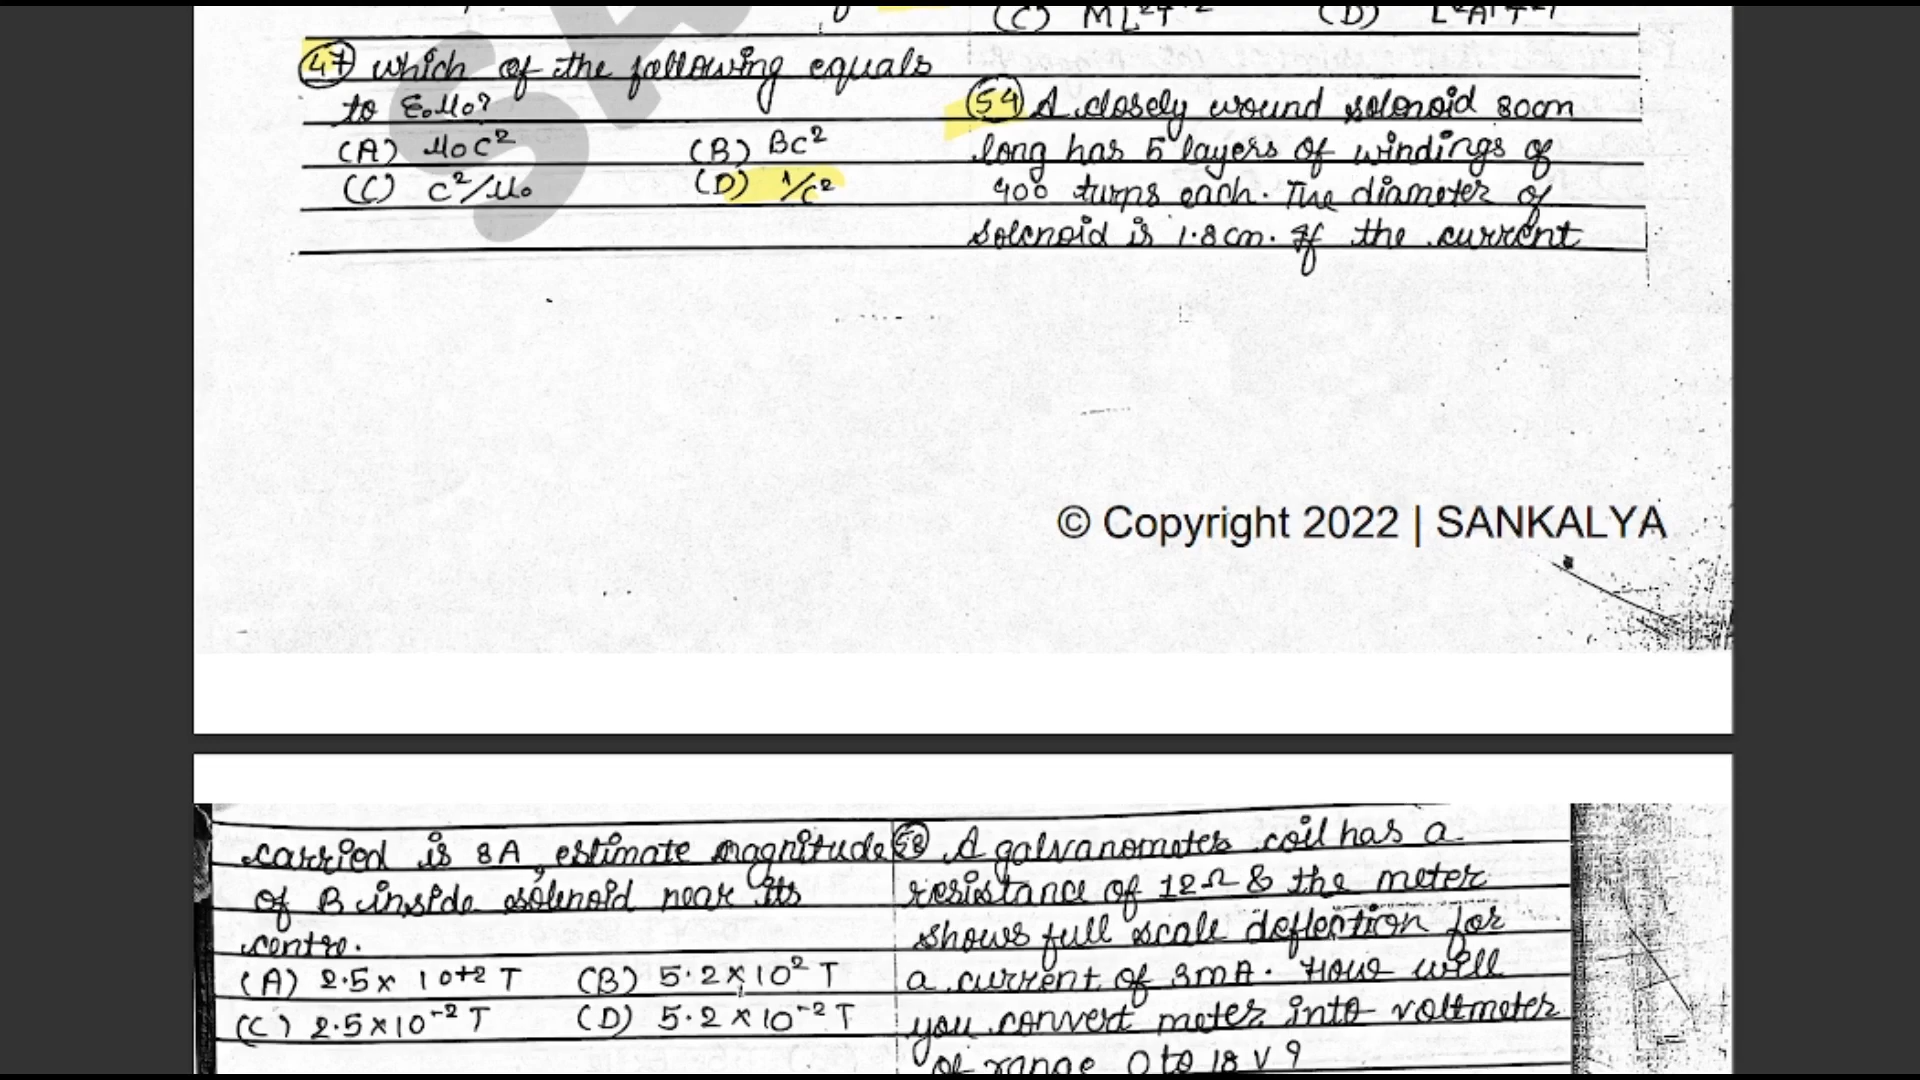 (C) ML²T⁻² (D) L²A¹T⁻¹
(47) which of the following equals
to ε₀μ₀?
(A) μ₀c² (B) Bc²
(C) c²/μ₀ (D) 1/c²
(54) A closely wound solenoid 80cm
long has 5 layers of windings of
400 turns each. The diameter of
solenoid is 1.8cm. If the current
SA
© Copyright 2022 | SANKALYA
carried is 8A, estimate magnitude
of B inside solenoid near its
centre.
(A) 2.5 x 10+2 T (B) 5.2 x 10² T
(C) 2.5 x 10⁻² T (D) 5.2 x 10⁻² T
A galvanometer coil has a
resistance of 12Ω & the meter
shows full scale deflection for
a current of 3mA. How will
you convert meter into voltmeter
of range 0 to 18 V ?